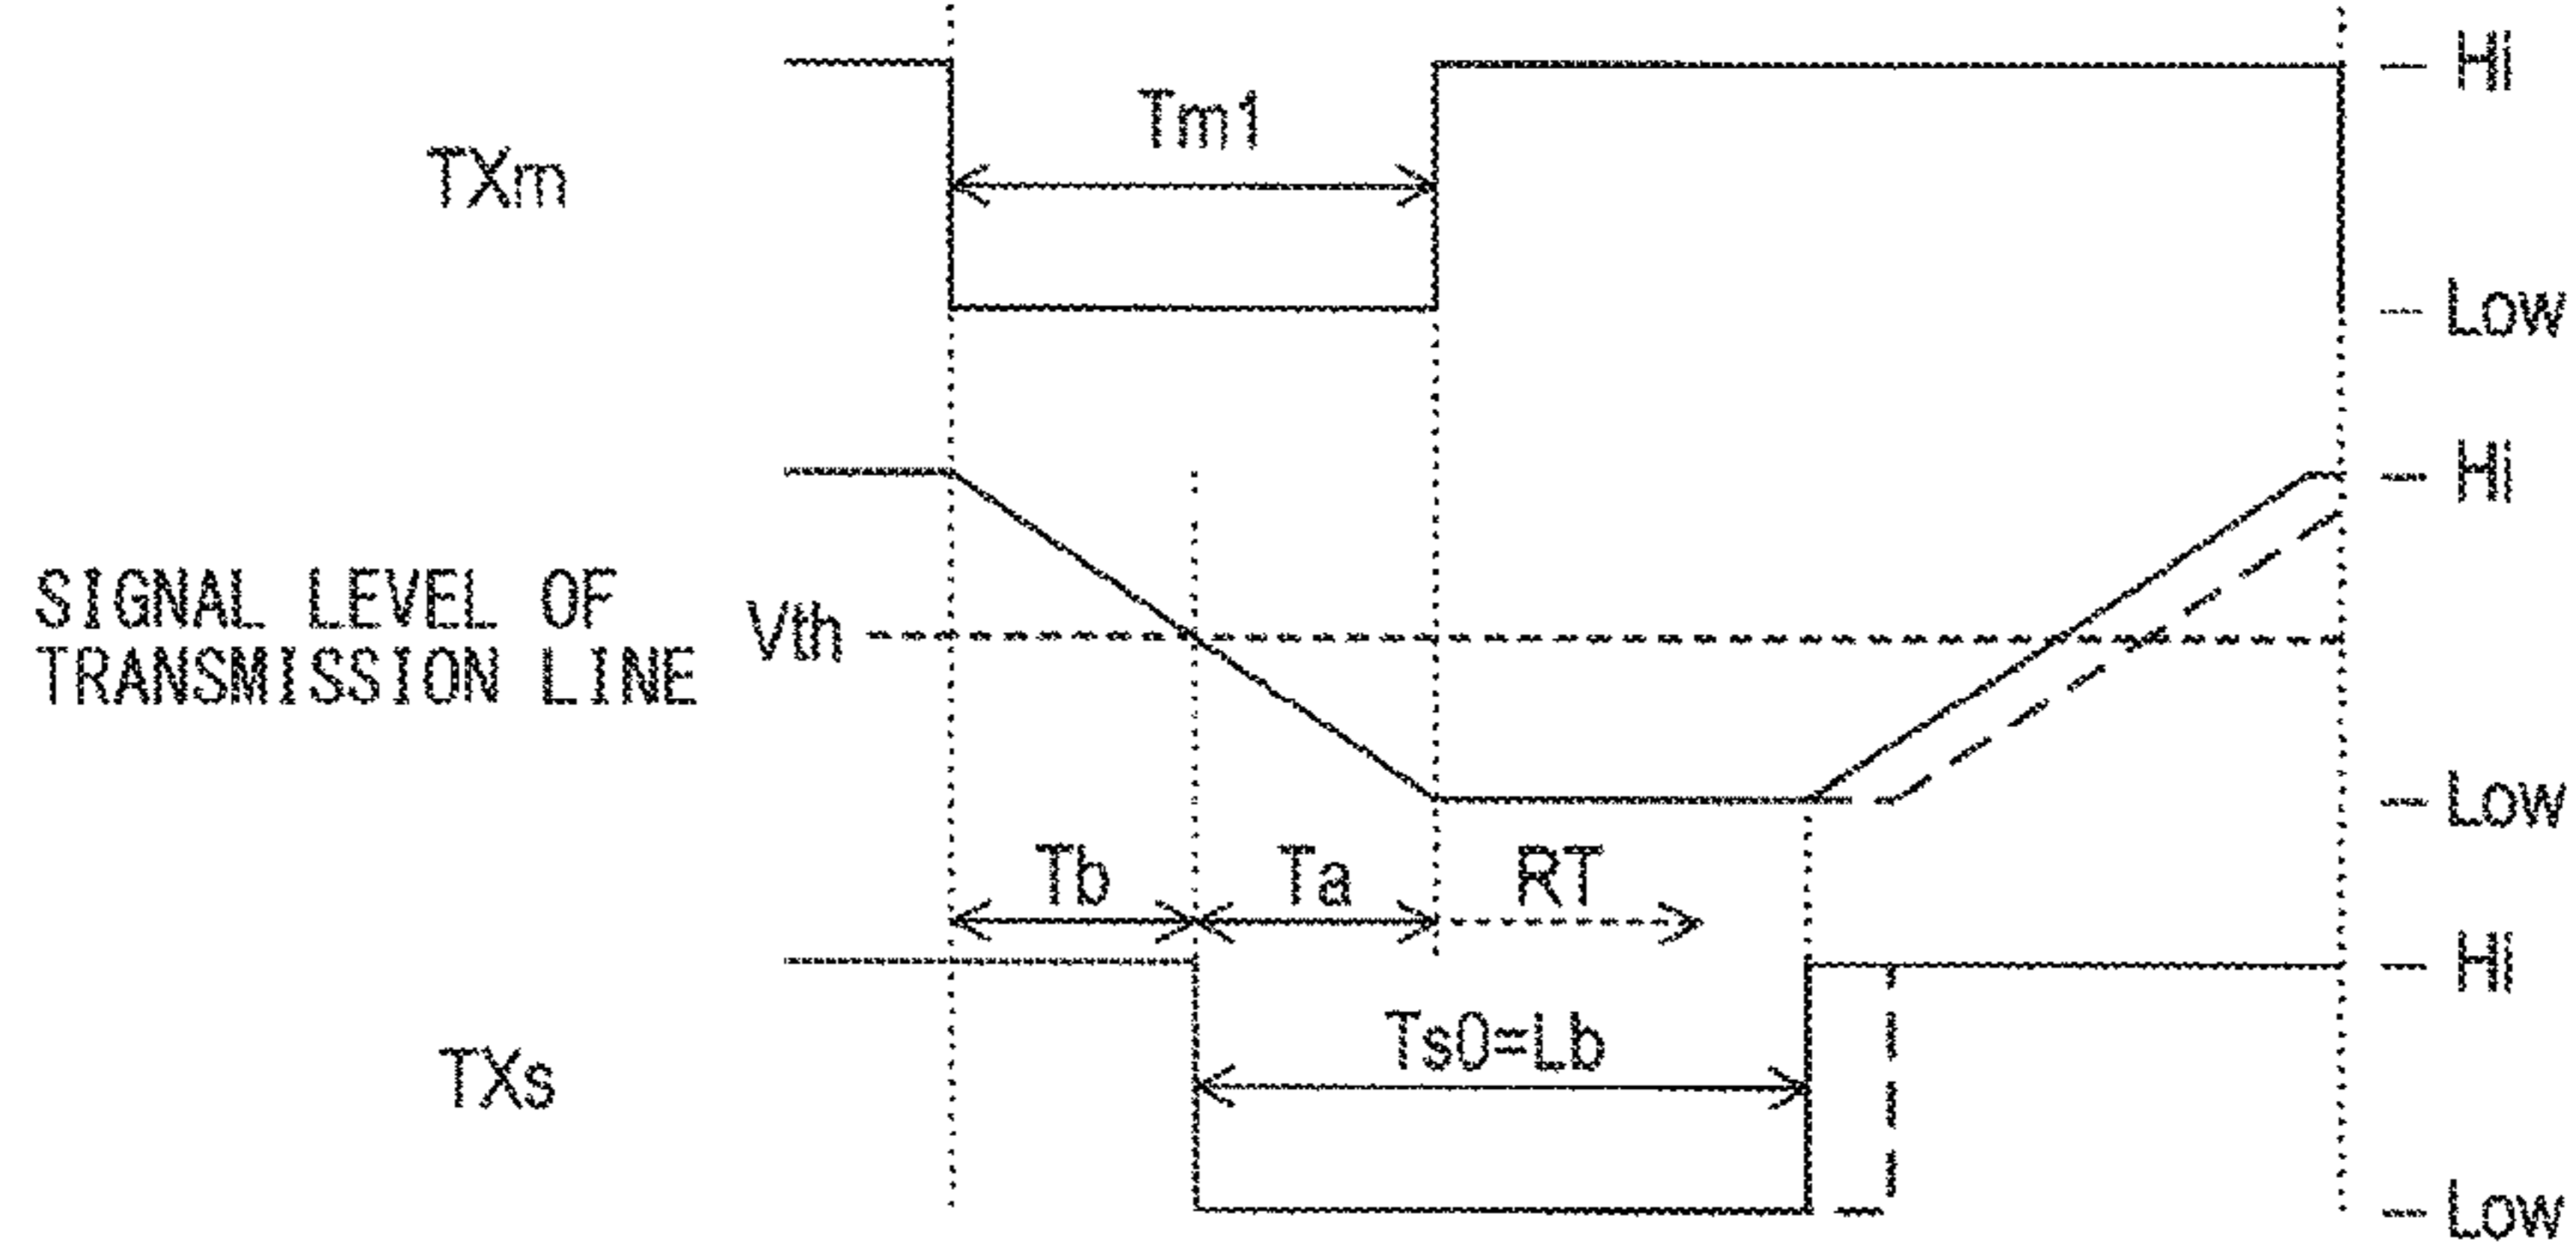 Hi
Tm1
TXm
Low
Hi
SIGNAL LEVEL OF
TRANSMISSION LINE
Vth
Low
Tb
Ta
RT
Hi
Ts0=Lb
TXs
Low